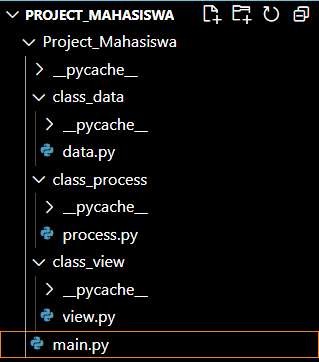 PROJECT_MAHASISWA
Project_Mahasiswa
__pycache__
class_data
__pycache__
data.py
class_process
__pycache__
process.py
class_view
__pycache__
view.py
main.py